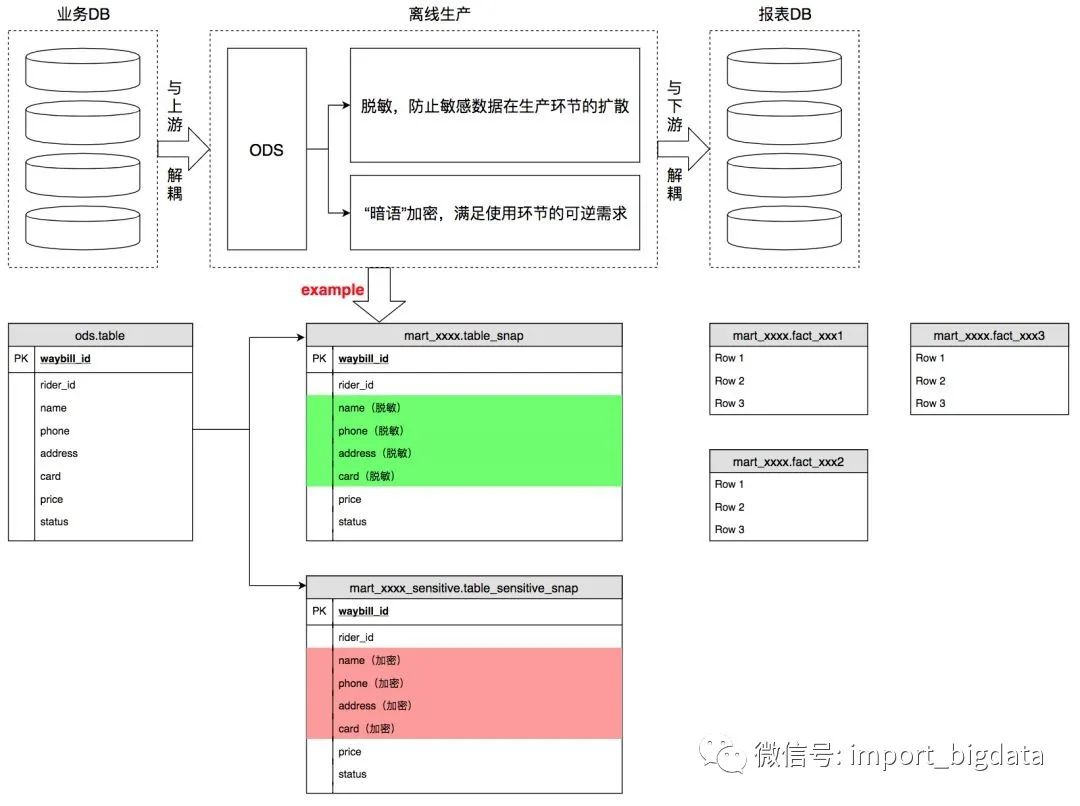 业务DB
离线生产
报表DB
与上游
解耦
ODS
脱敏，防止敏感数据在生产环节的扩散
“暗语”加密，满足使用环节的可逆需求
与下游
解耦
example
ods.table
PK waybill_id
rider_id
name
phone
address
card
price
status
mart_xxxx.table_snap
PK waybill_id
rider_id
name（脱敏）
phone（脱敏）
address（脱敏）
card（脱敏）
price
status
mart_xxxx_sensitive.table_sensitive_snap
PK waybill_id
rider_id
name（加密）
phone（加密）
address（加密）
card（加密）
price
status
mart_xxxx.fact_xxx1
Row 1
Row 2
Row 3
mart_xxxx.fact_xxx3
Row 1
Row 2
Row 3
mart_xxxx.fact_xxx2
Row 1
Row 2
Row 3
微信号: import_bigdata